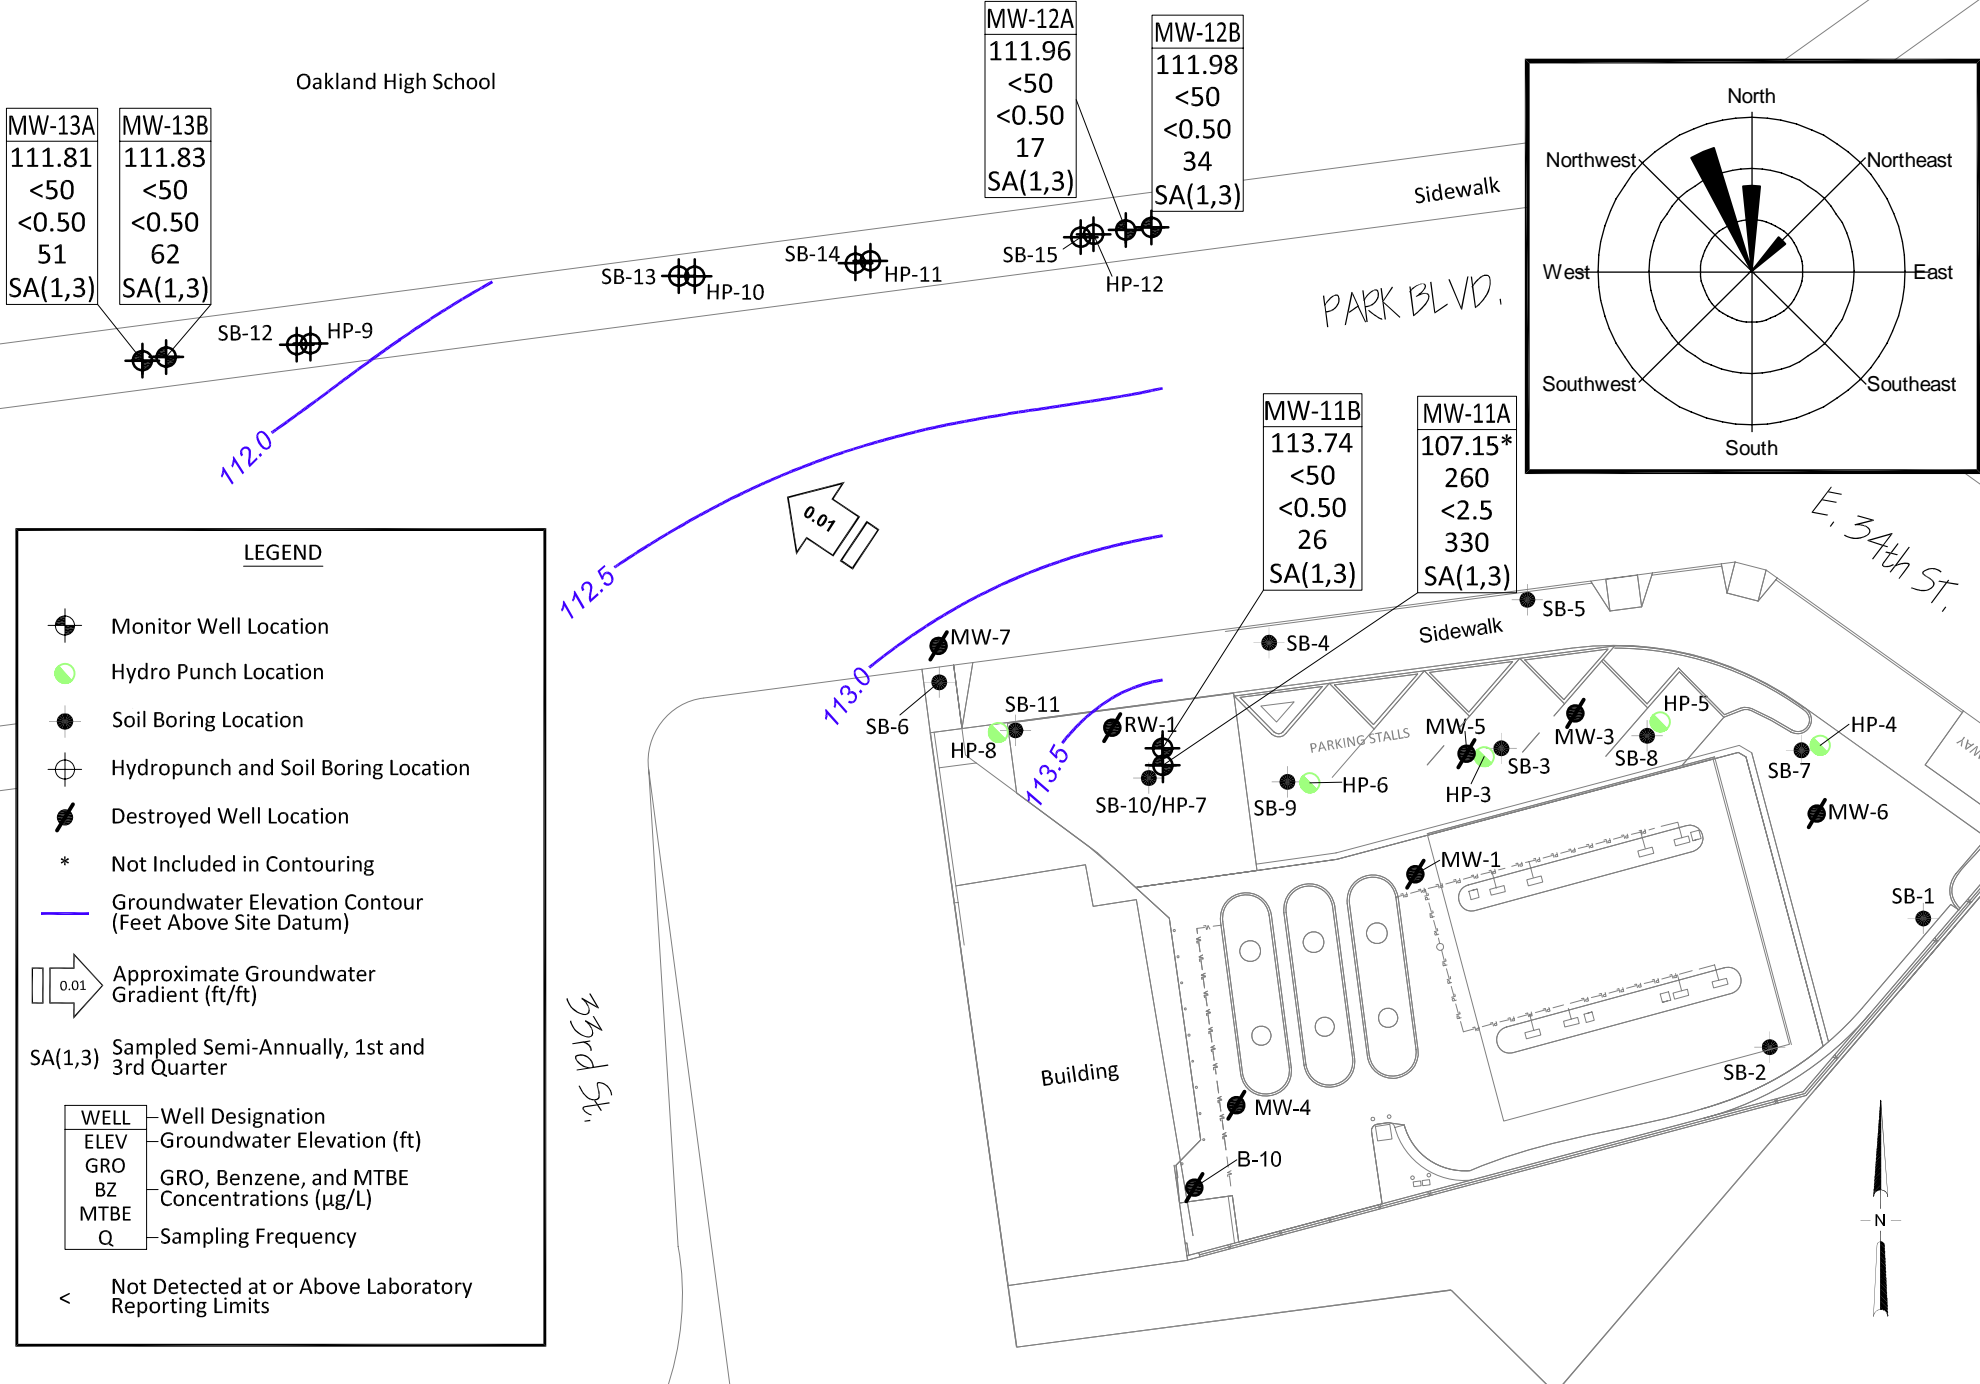 Oakland High School
MW-13A
111.81
<50
<0.50
51
SA(1,3)
MW-13B
111.83
<50
<0.50
62
SA(1,3)
MW-12A
111.96
<50
<0.50
17
SA(1,3)
MW-12B
111.98
<50
<0.50
34
SA(1,3)
North
Northwest
Northeast
West
East
Southwest
Southeast
South
Sidewalk
SB-12
HP-9
SB-13
HP-10
SB-14
HP-11
SB-15
HP-12
PARK BLVD.
112.0
112.5
113.0
113.5
0.01
MW-11B
113.74
<50
<0.50
26
SA(1,3)
MW-11A
107.15*
260
<2.5
330
SA(1,3)
E. 34th ST.
LEGEND
Monitor Well Location
Hydro Punch Location
Soil Boring Location
Hydropunch and Soil Boring Location
Destroyed Well Location
* Not Included in Contouring
Groundwater Elevation Contour
(Feet Above Site Datum)
0.01
Approximate Groundwater
Gradient (ft/ft)
SA(1,3) Sampled Semi-Annually, 1st and
3rd Quarter
WELL Well Designation
ELEV Groundwater Elevation (ft)
GRO
BZ
MTBE
GRO, Benzene, and MTBE
Concentrations (µg/L)
Q Sampling Frequency
< Not Detected at or Above Laboratory
Reporting Limits
MW-7
SB-6
SB-11
HP-8
RW-1
SB-10/HP-7
SB-4
SB-5
Sidewalk
PARKING STALLS
SB-9
HP-6
MW-5
HP-3
SB-3
MW-3
HP-5
SB-8
HP-4
SB-7
MW-6
MW-1
SB-1
SB-2
Building
MW-4
B-10
33rd St.
N